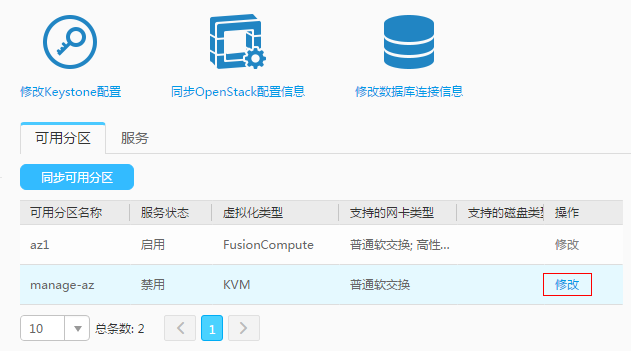 修改Keystone配置 同步OpenStack配置信息 修改数据库连接信息
可用分区 服务
同步可用分区
可用分区名称 服务状态 虚拟化类型 支持的网卡类型 支持的磁盘类型 操作
az1 启用 FusionCompute 普通软交换; 高性... 修改
manage-az 禁用 KVM 普通软交换 修改
10 总条数: 2 1